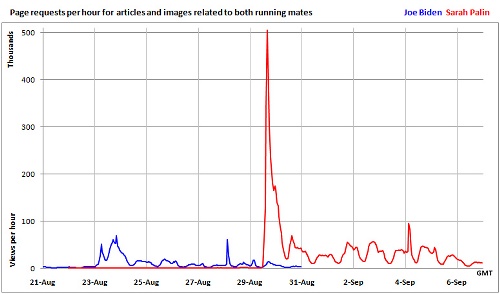 Page requests per hour for articles and images related to both running mates Joe Biden Sarah Palin
Thousands
Views per hour
500
400
300
200
100
0
21-Aug 23-Aug 25-Aug 27-Aug 29-Aug 31-Aug 2-Sep 4-Sep 6-Sep
GMT